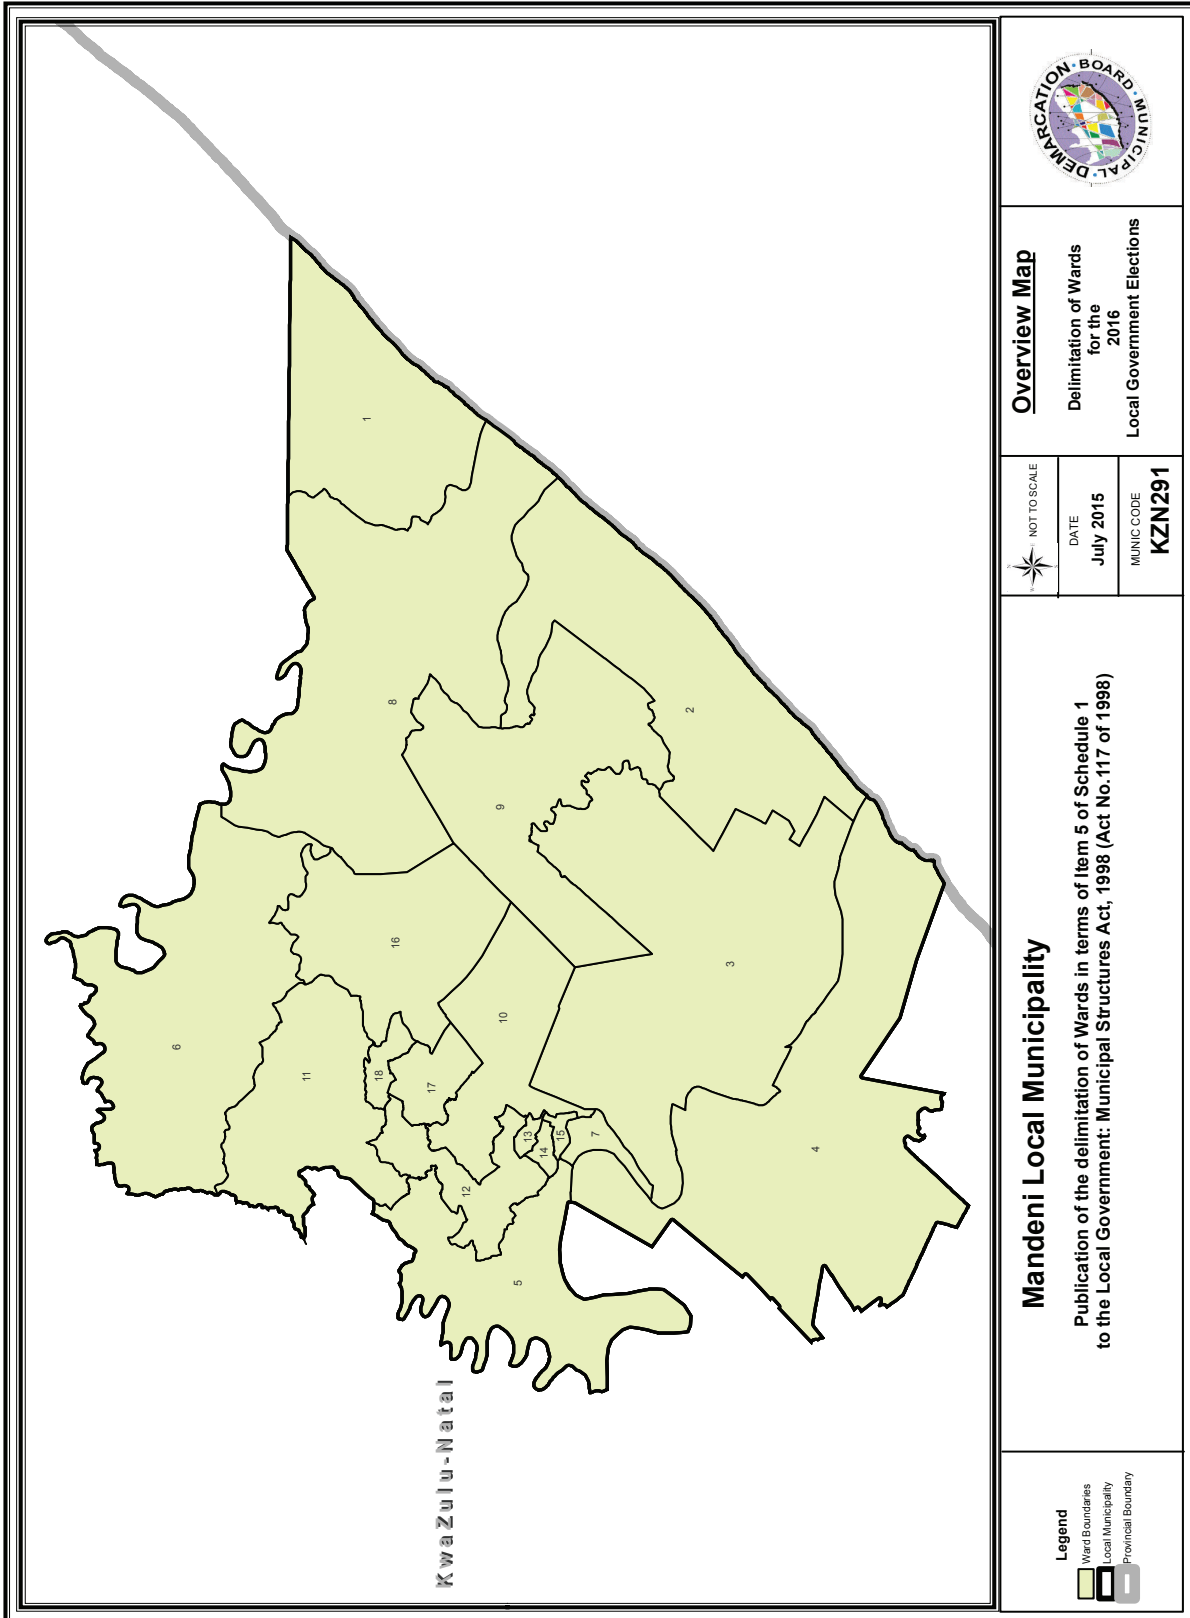 1
8
2
9
6
16
3
10
11
18
17
13
14
15
7
12
4
5
KwaZulu-Natal
Legend
Ward Boundaries
Local Municipality
Provincial Boundary
Mandeni Local Municipality
Publication of the delimitation of Wards in terms of Item 5 of Schedule 1
to the Local Government: Municipal Structures Act, 1998 (Act No.117 of 1998)
NOT TO SCALE
DATE
July 2015
MUNIC CODE
KZN291
Overview Map
Delimitation of Wards
for the
2016
Local Government Elections
MUNICIPAL • DEMARCATION • BOARD •